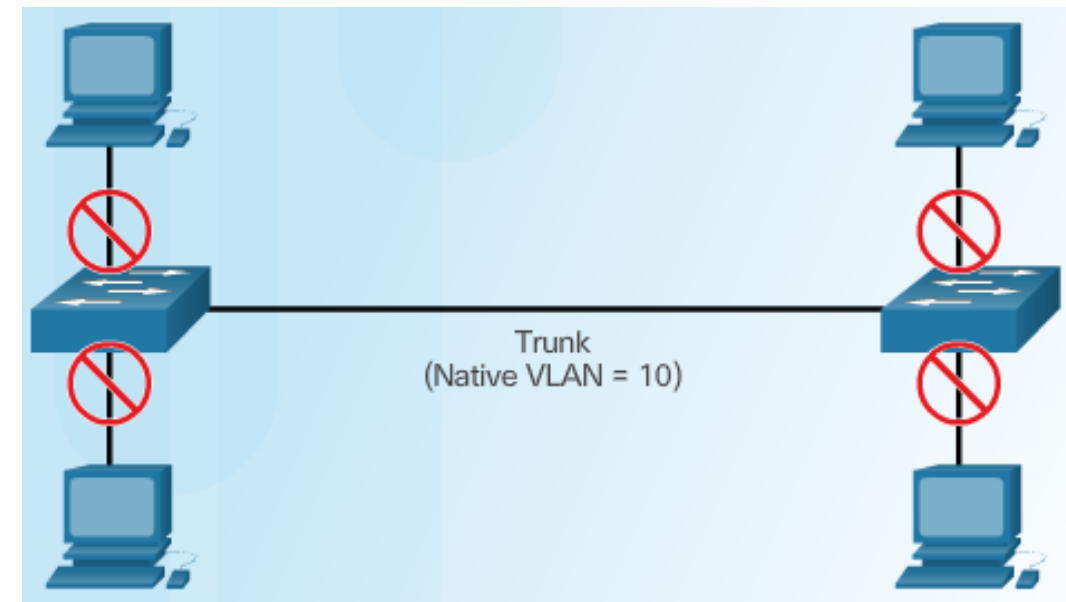 Trunk
(Native VLAN = 10)